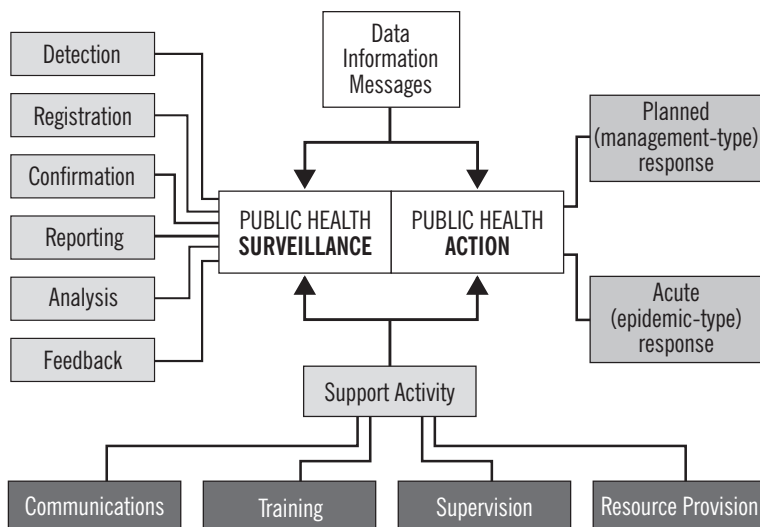 Data
Information
Messages
Detection
Registration
Confirmation
Reporting
Analysis
Feedback
PUBLIC HEALTH
SURVEILLANCE
PUBLIC HEALTH
ACTION
Planned
(management-type)
response
Acute
(epidemic-type)
response
Support Activity
Communications
Training
Supervision
Resource Provision